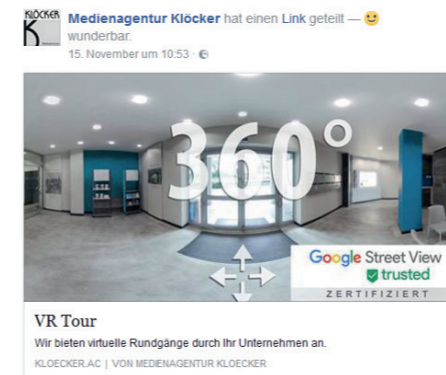 KLÖCKER
K
Medienagentur Klöcker hat einen Link geteilt — 
wunderbar.
15. November um 10:53 ·
360°
Google Street View
trusted
ZERTIFIZIERT
VR Tour
Wir bieten virtuelle Rundgänge durch Ihr Unternehmen an.
KLOECKER.AC | VON MEDIENAGENTUR KLOECKER